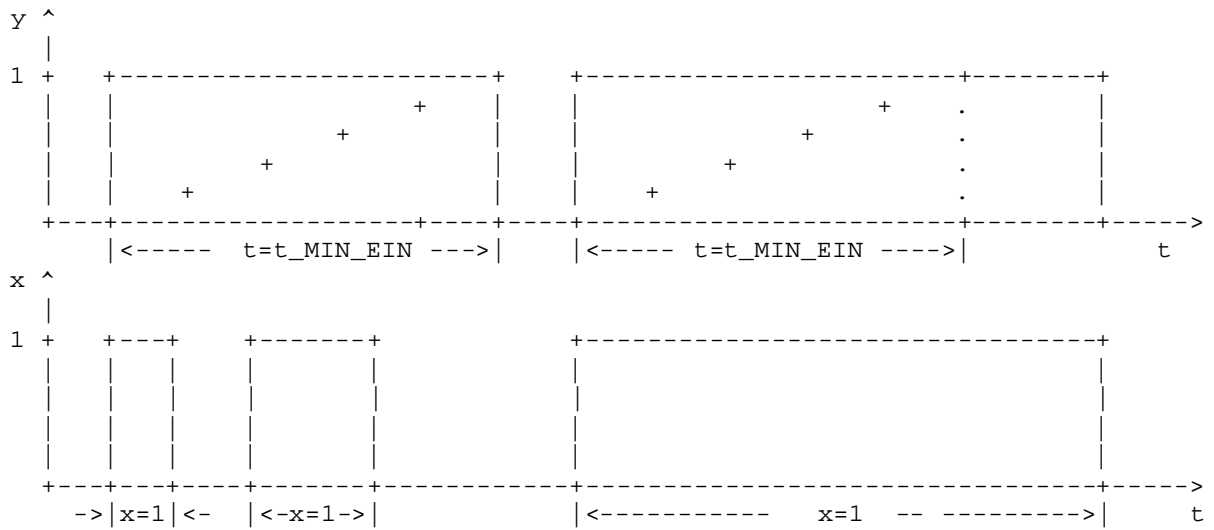 y ^
|
1 + +-------------------------+ +-------------------------+---------+
| | + | | + . |
| | + | | + . |
| | + | | + . |
| | + | | + . |
+---+--------------------+----+-----+-------------------------+---------+----->
|<----- t=t_MIN_EIN --->| |<----- t=t_MIN_EIN ---->| t
x ^
|
1 + +---+ +-------+ +----------------------------------+
| | | | | | |
| | | | | | |
| | | | | | |
| | | | | | |
+---+---+----+-------+------------+----------------------------------+----->
->|x=1|<- |<-x=1->| |<----------- x=1 -- ---------->| t